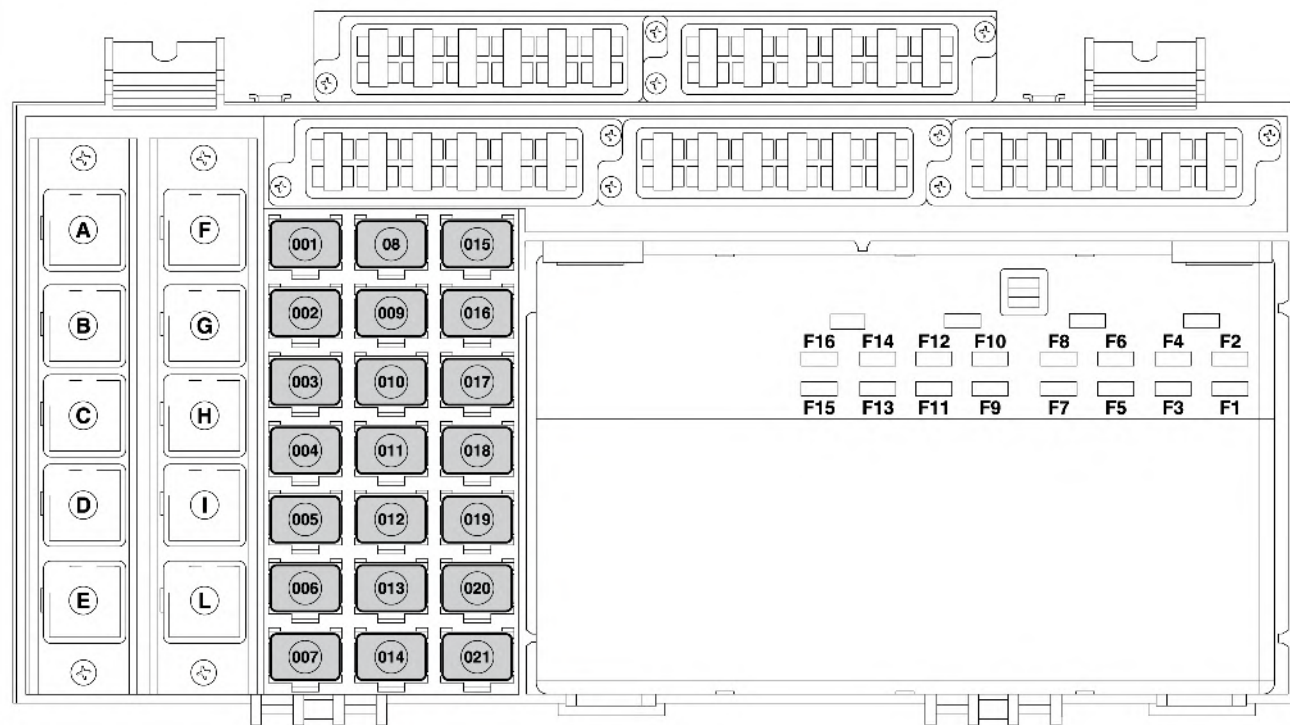 A F
001 08 015
B G
002 009 016
F16 F14 F12 F10 F8 F6 F4 F2
003 010 017
F15 F13 F11 F9 F7 F5 F3 F1
C H
004 011 018
D I
005 012 019
E L
006 013 020
007 014 021